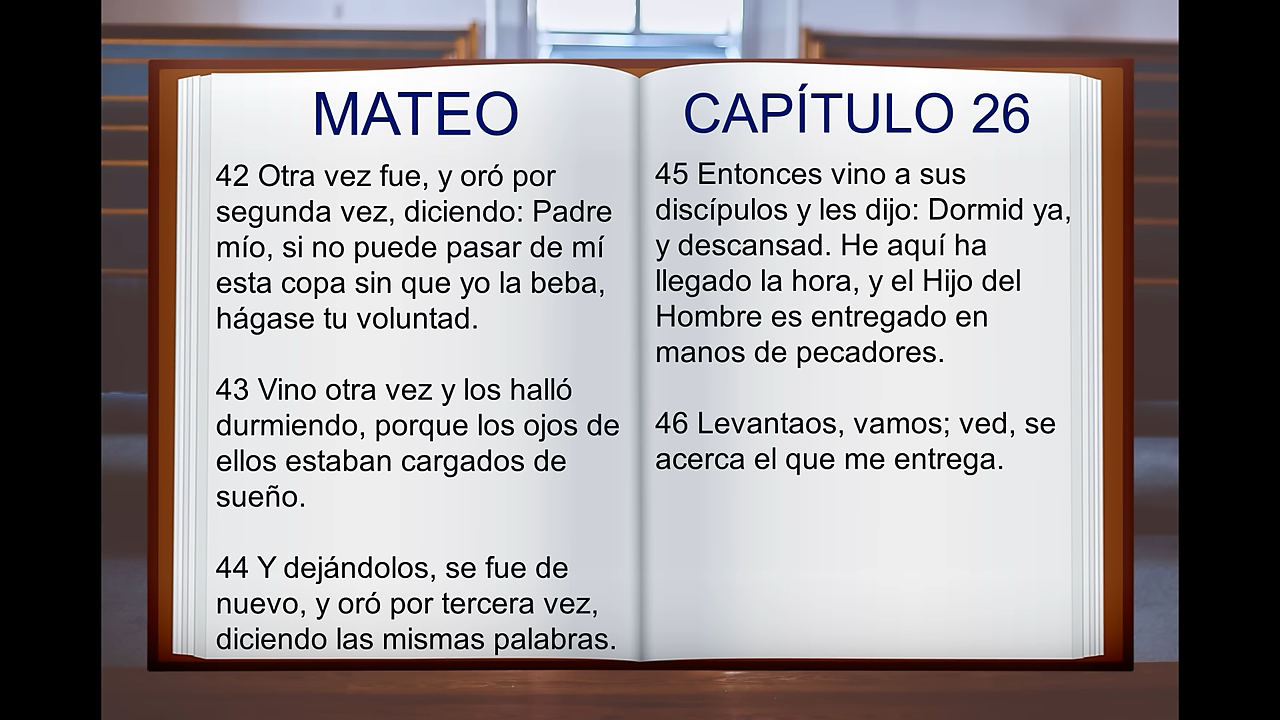 MATEO
42 Otra vez fue, y oró por
segunda vez, diciendo: Padre
mío, si no puede pasar de mí
esta copa sin que yo la beba,
hágase tu voluntad.
43 Vino otra vez y los halló
durmiendo, porque los ojos de
ellos estaban cargados de
sueño.
44 Y dejándolos, se fue de
nuevo, y oró por tercera vez,
diciendo las mismas palabras.
CAPÍTULO 26
45 Entonces vino a sus
discípulos y les dijo: Dormid ya,
y descansad. He aquí ha
llegado la hora, y el Hijo del
Hombre es entregado en
manos de pecadores.
46 Levantaos, vamos; ved, se
acerca el que me entrega.